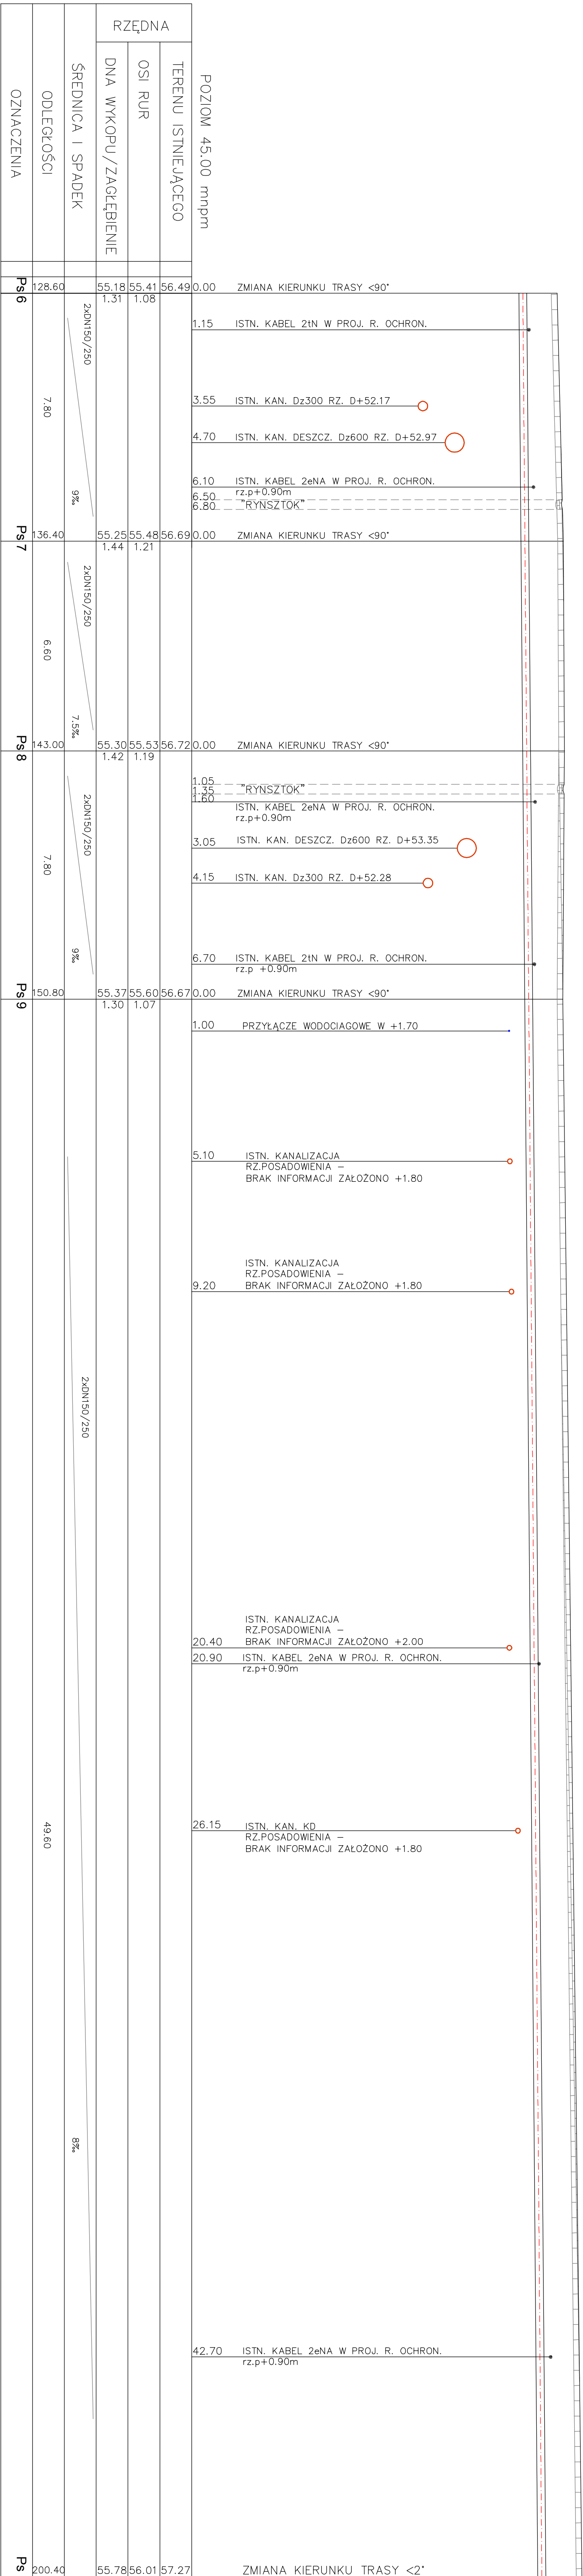 RZĘDNA
POZIOM 45.00 mnpm
TERENU ISTNIEJĄCEGO
OSI RUR
DNA WYKOPU/ZAGŁĘBIENIE
ŚREDNICA I SPADEK
ODLEGŁOŚCI
OZNACZENIA
Ps6 128.60 55.18 55.41 56.49 0.00 ZMIANA KIERUNKU TRASY <90°
1.31 1.08
2xDN150/250
1.15 ISTN. KABEL 2tN W PROJ. R. OCHRON.
7.80
3.55 ISTN. KAN. Dz300 RZ. D+52.17
4.70 ISTN. KAN. DESZCZ. Dz600 RZ. D+52.97
6.10 ISTN. KABEL 2eNA W PROJ. R. OCHRON.
rz.p+0.90m
9‰
6.50
6.80 "RYNSZTOK"
Ps7 136.40 55.25 55.48 56.69 0.00 ZMIANA KIERUNKU TRASY <90°
1.44 1.21
2xDN150/250
6.60
7.5‰
Ps8 143.00 55.30 55.53 56.72 0.00 ZMIANA KIERUNKU TRASY <90°
1.42 1.19
1.05
1.35 "RYNSZTOK"
1.60 ISTN. KABEL 2eNA W PROJ. R. OCHRON.
rz.p+0.90m
2xDN150/250
3.05 ISTN. KAN. DESZCZ. Dz600 RZ. D+53.35
7.80
4.15 ISTN. KAN. Dz300 RZ. D+52.28
9‰
6.70 ISTN. KABEL 2tN W PROJ. R. OCHRON.
rz.p +0.90m
Ps9 150.80 55.37 55.60 56.67 0.00 ZMIANA KIERUNKU TRASY <90°
1.30 1.07
1.00 PRZYŁĄCZE WODOCIAGOWE W +1.70
5.10 ISTN. KANALIZACJA
RZ.POSADOWIENIA –
BRAK INFORMACJI ZAŁOŻONO +1.80
ISTN. KANALIZACJA
RZ.POSADOWIENIA –
9.20 BRAK INFORMACJI ZAŁOŻONO +1.80
2xDN150/250
ISTN. KANALIZACJA
RZ.POSADOWIENIA –
20.40 BRAK INFORMACJI ZAŁOŻONO +2.00
20.90 ISTN. KABEL 2eNA W PROJ. R. OCHRON.
rz.p+0.90m
49.60
26.15 ISTN. KAN. KD
RZ.POSADOWIENIA –
BRAK INFORMACJI ZAŁOŻONO +1.80
8‰
42.70 ISTN. KABEL 2eNA W PROJ. R. OCHRON.
rz.p+0.90m
Ps 200.40 55.78 56.01 57.27 ZMIANA KIERUNKU TRASY <2°